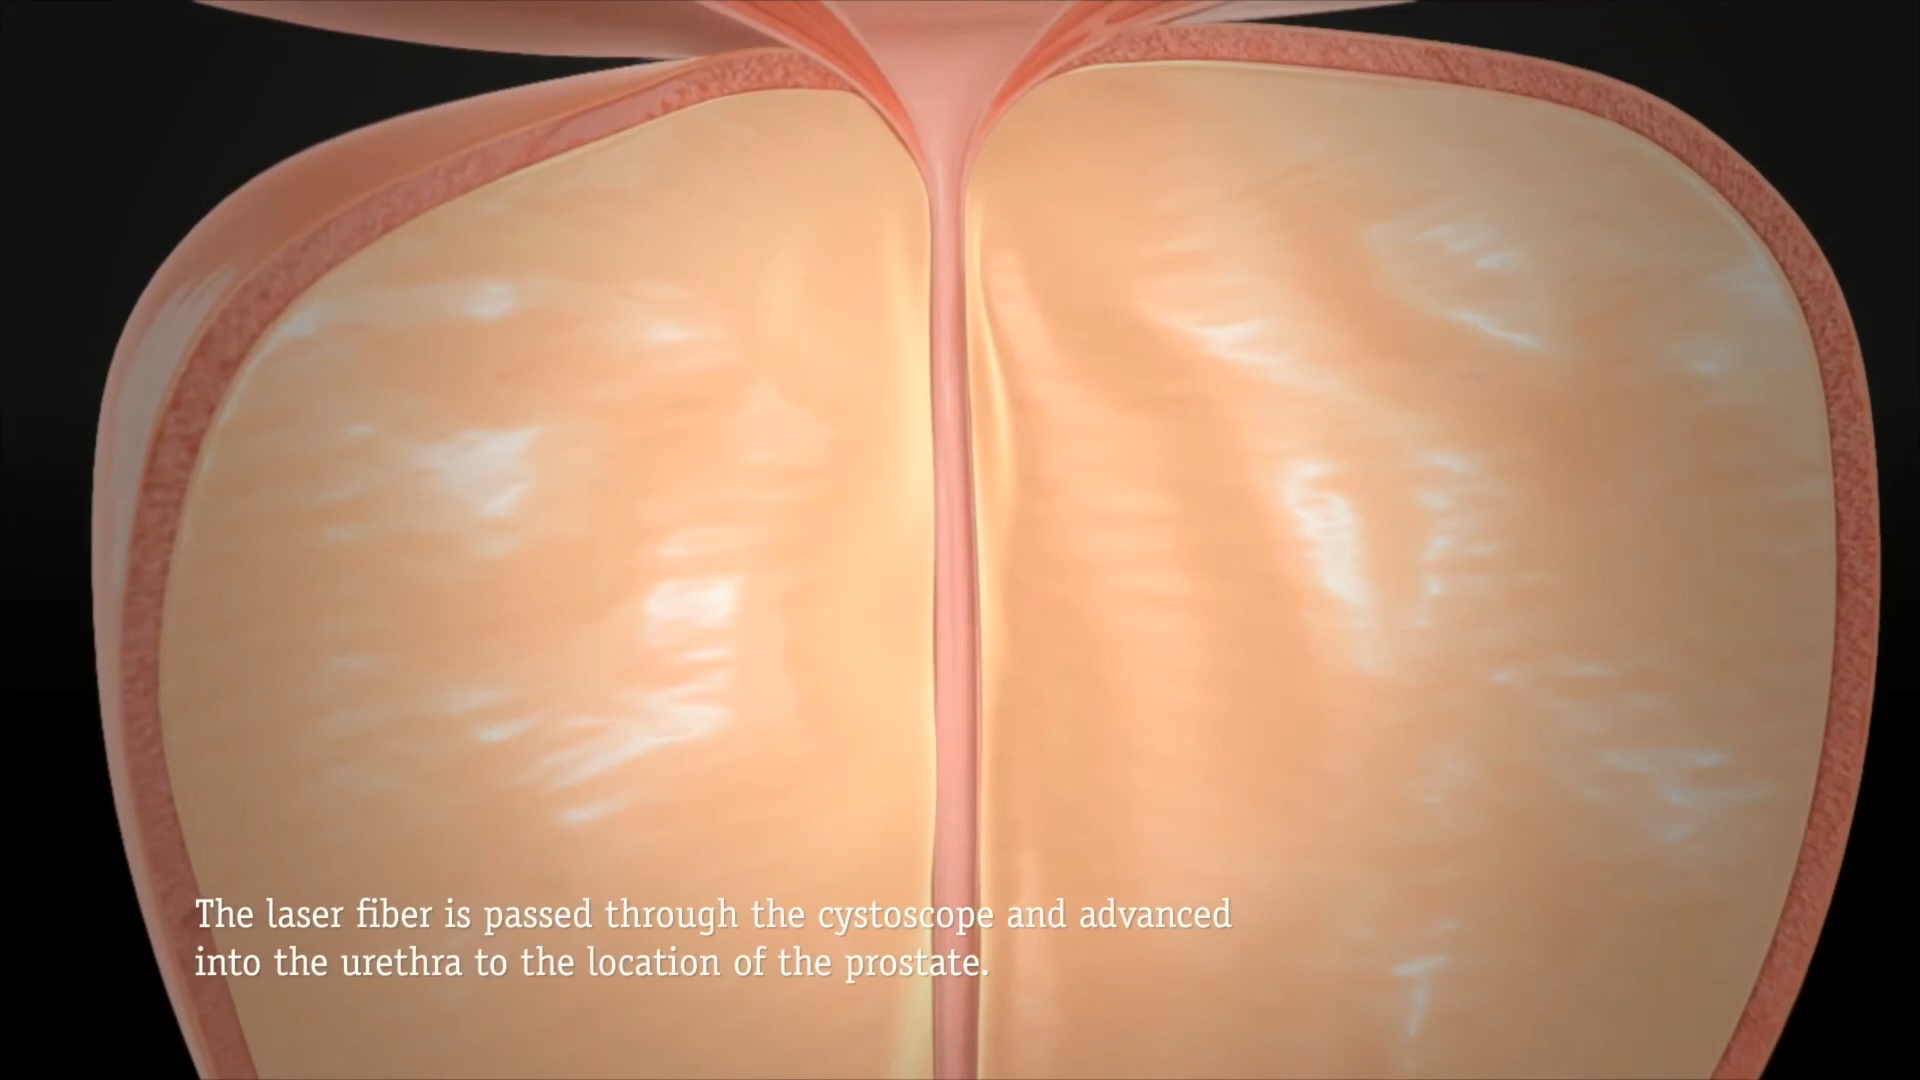 The laser fiber is passed through the cystoscope and advanced
into the urethra to the location of the prostate.